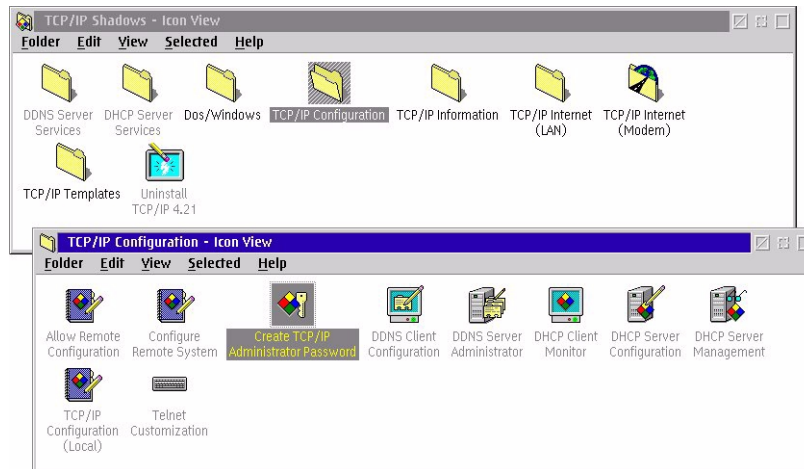 TCP/IP Shadows - Icon View
Folder Edit View Selected Help
DDNS Server Services
DHCP Server Services
Dos/Windows
TCP/IP Configuration
TCP/IP Information
TCP/IP Internet (LAN)
TCP/IP Internet (Modem)
TCP/IP Templates
Uninstall TCP/IP 4.21
TCP/IP Configuration - Icon View
Folder Edit View Selected Help
Allow Remote Configuration
Configure Remote System
Create TCP/IP Administrator Password
DDNS Client Configuration
DDNS Server Administrator
DHCP Client Monitor
DHCP Server Configuration
DHCP Server Management
TCP/IP Configuration (Local)
Telnet Customization